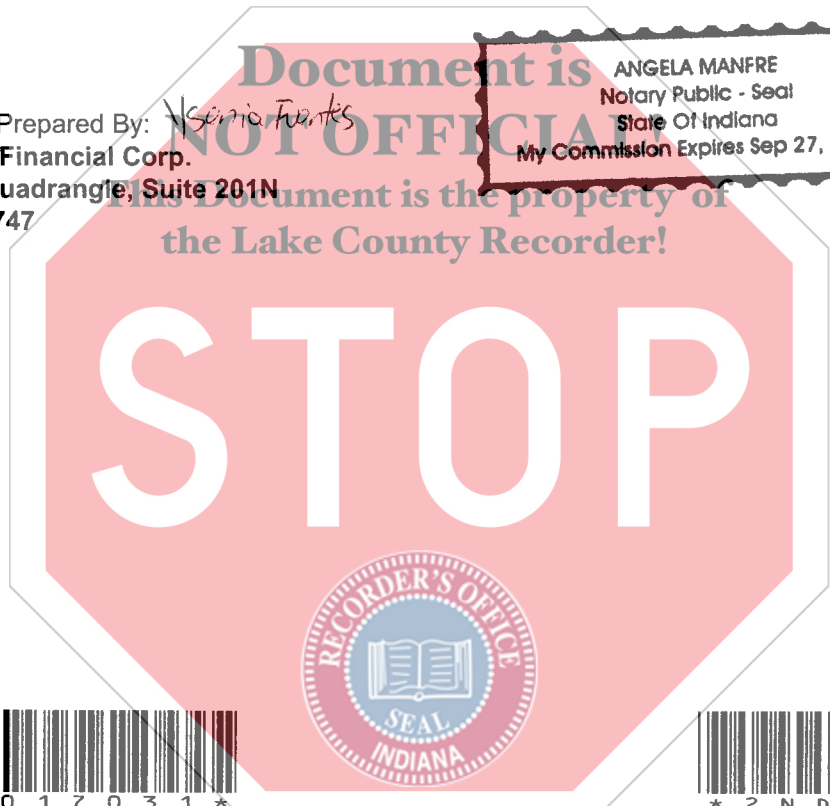 Document is
NOT OFFICIAL!
This Document is the property of
the Lake County Recorder!
ANGELA MANFRE
Notary Public - Seal
State Of Indiana
My Commission Expires Sep 27,
Prepared By:
Financial Corp.
uadrangle, Suite 201N
747
STOP
RECORDER'S OFFICE
SEAL
INDIANA
0 1 7 0 3 1 *
* 2 N D